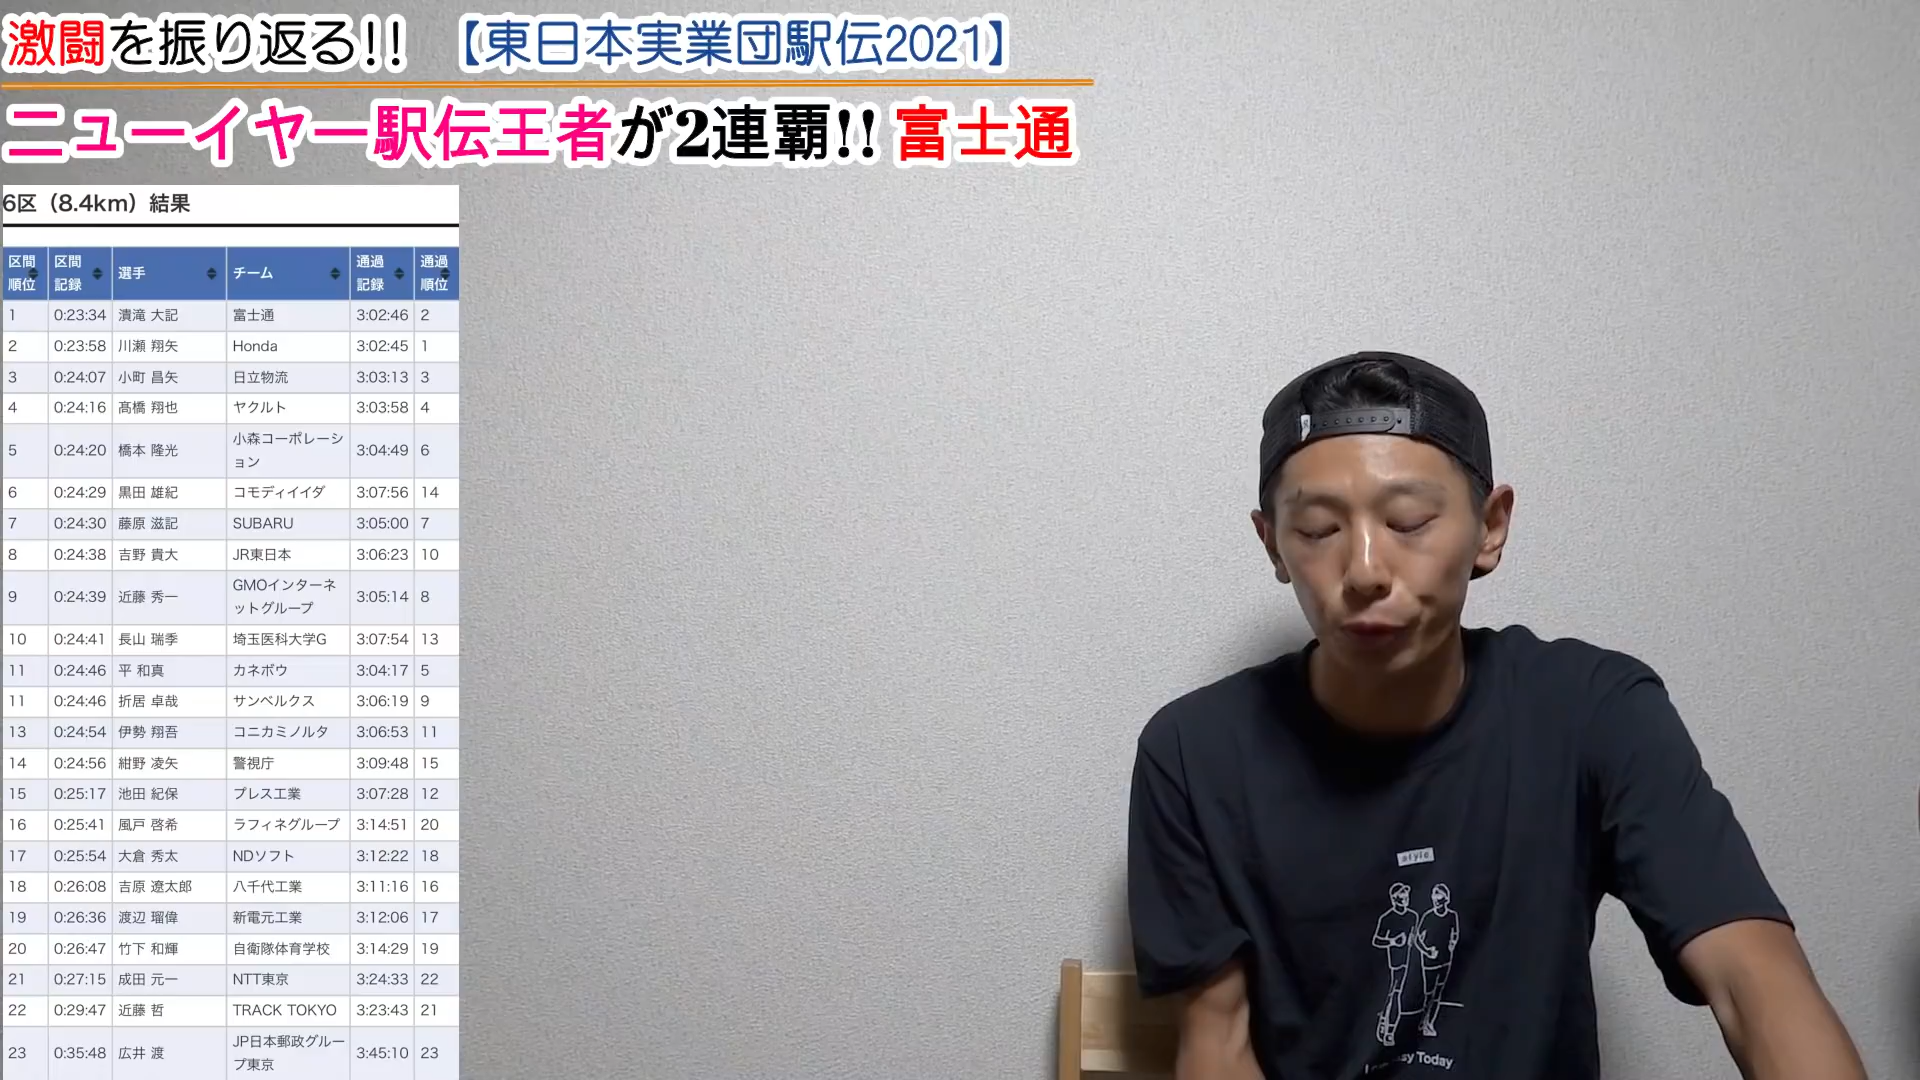 激闘を振り返る!! 【東日本実業団駅伝2021】
ニューイヤー駅伝王者が2連覇!! 富士通
6区（8.4km）結果
区間順位 区間記録 選手 チーム 通過記録 通過順位
1 0:23:34 潰滝 大記 富士通 3:02:46 2
2 0:23:58 川瀬 翔矢 Honda 3:02:45 1
3 0:24:07 小町 昌矢 日立物流 3:03:13 3
4 0:24:16 髙橋 翔也 ヤクルト 3:03:58 4
5 0:24:20 橋本 隆光 小森コーポレーション 3:04:49 6
6 0:24:29 黒田 雄紀 コモディイイダ 3:07:56 14
7 0:24:30 藤原 滋記 SUBARU 3:05:00 7
8 0:24:38 吉野 貴大 JR東日本 3:06:23 10
9 0:24:39 近藤 秀一 GMOインターネットグループ 3:05:14 8
10 0:24:41 長山 瑞季 埼玉医科大学G 3:07:54 13
11 0:24:46 平 和真 カネボウ 3:04:17 5
11 0:24:46 折居 卓哉 サンベルクス 3:06:19 9
13 0:24:54 伊勢 翔吾 コニカミノルタ 3:06:53 11
14 0:24:56 紺野 凌矢 警視庁 3:09:48 15
15 0:25:17 池田 紀保 プレス工業 3:07:28 12
16 0:25:41 風戸 啓希 ラフィネグループ 3:14:51 20
17 0:25:54 大倉 秀太 NDソフト 3:12:22 18
18 0:26:08 吉原 遼太郎 八千代工業 3:11:16 16
19 0:26:36 渡辺 瑠偉 新電元工業 3:12:06 17
20 0:26:47 竹下 和輝 自衛隊体育学校 3:14:29 19
21 0:27:15 成田 元一 NTT東京 3:24:33 22
22 0:29:47 近藤 哲 TRACK TOKYO 3:23:43 21
23 0:35:48 広井 渡 JP日本郵政グループ東京 3:45:10 23
style
Today